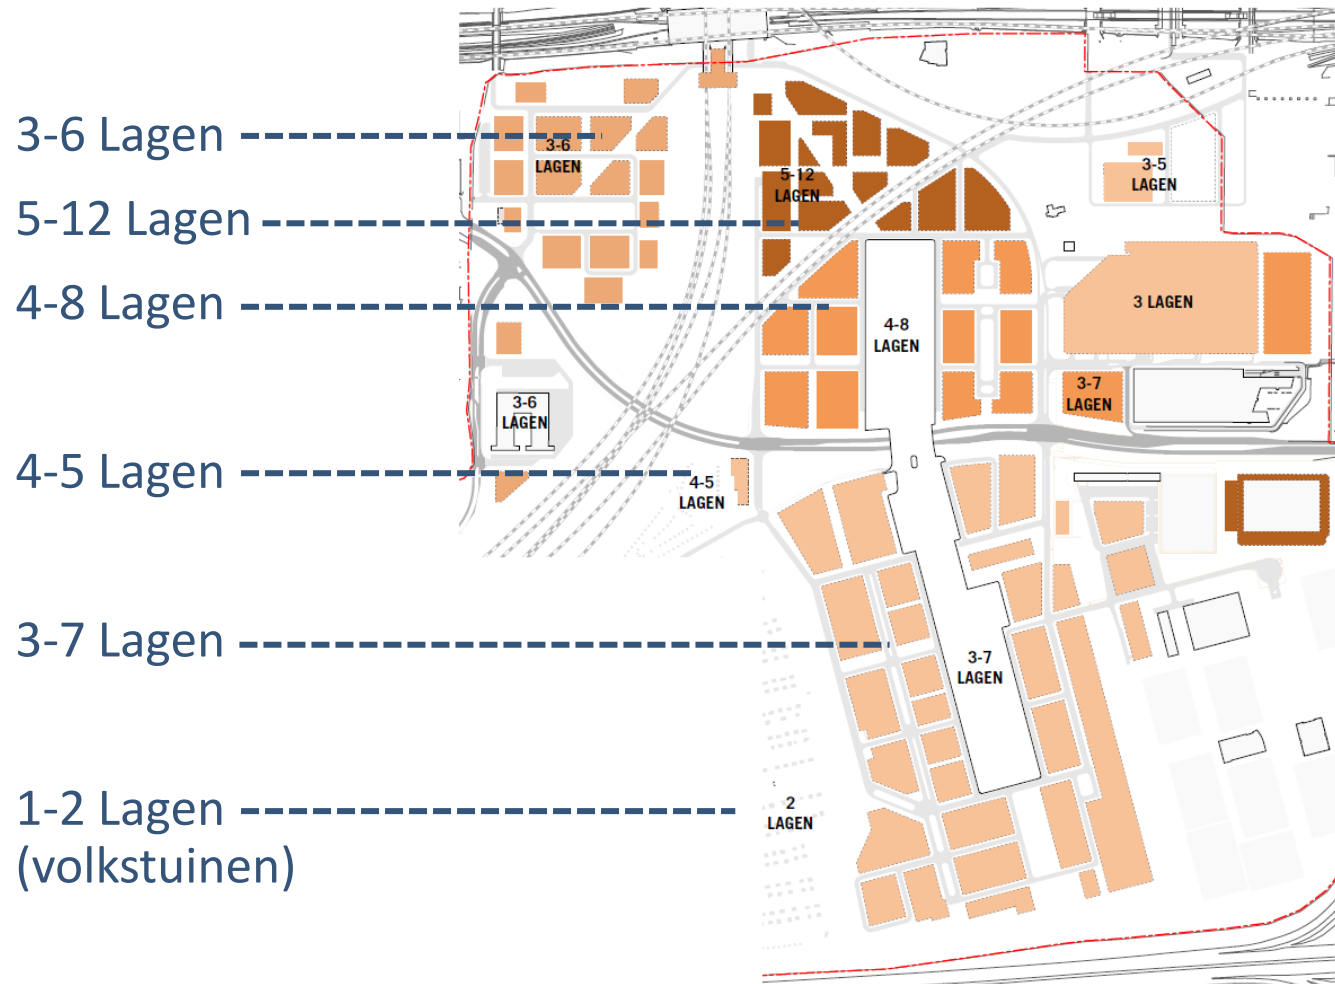 3-6 Lagen
5-12 Lagen
4-8 Lagen
4-5 Lagen
3-7 Lagen
1-2 Lagen
(volkstuinen)
3-6
LAGEN
5-12
LAGEN
3-5
LAGEN
3 LAGEN
4-8
LAGEN
3-7
LAGEN
3-6
LAGEN
4-5
LAGEN
3-7
LAGEN
2
LAGEN